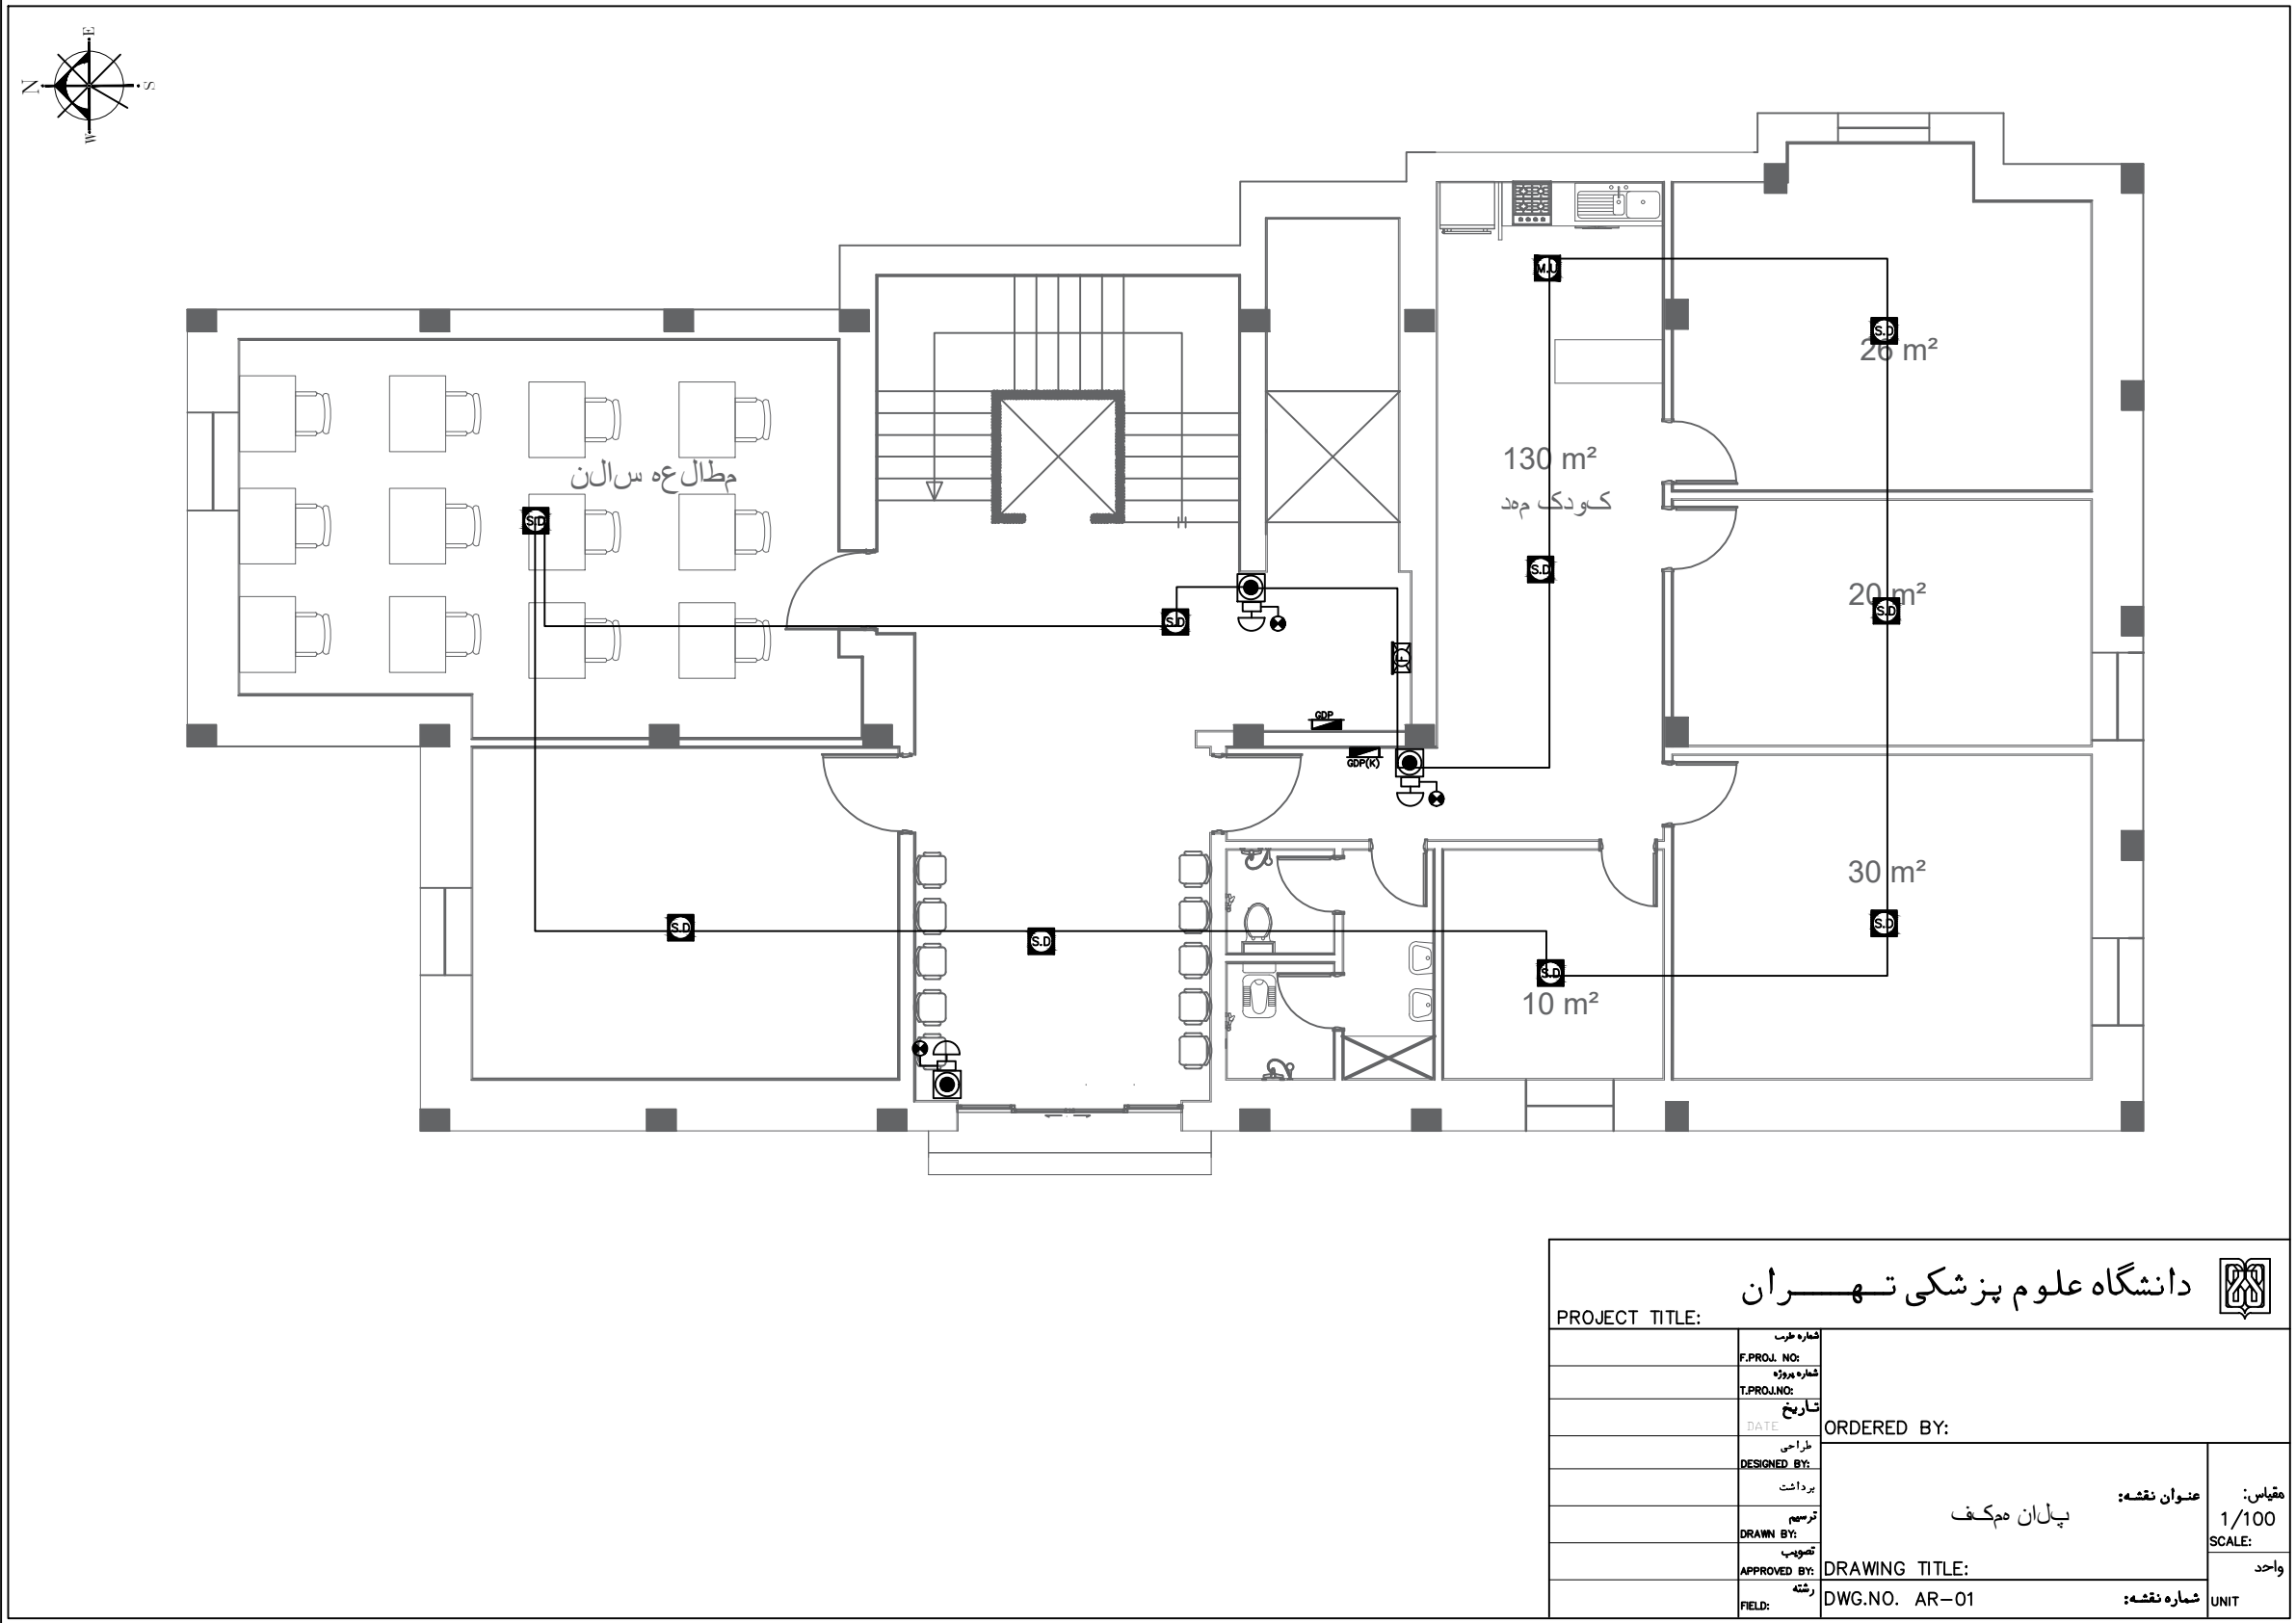 E
N
S
W
M.U
S.D
26 m²
مطالعه سالن
130 m²
کودک مهد
S.D
S.D
20 m²
S.D
S.D
F
GDP
GDP(K)
30 m²
S.D
S.D
S.D
S.D
10 m²
دانشگاه علوم پزشکی تهران
PROJECT TITLE:
شماره طرح
F.PROJ. NO:
شماره پروژه
T.PROJ.NO:
تاریخ
DATE
ORDERED BY:
طراحی
DESIGNED BY:
برداشت
ترسیم
DRAWN BY:
تصویب
APPROVED BY:
رشته
FIELD:
عنوان نقشه:
پلان همکف
DRAWING TITLE:
DWG.NO. AR-01
شماره نقشه:
مقیاس:
1/100
SCALE:
واحد
UNIT